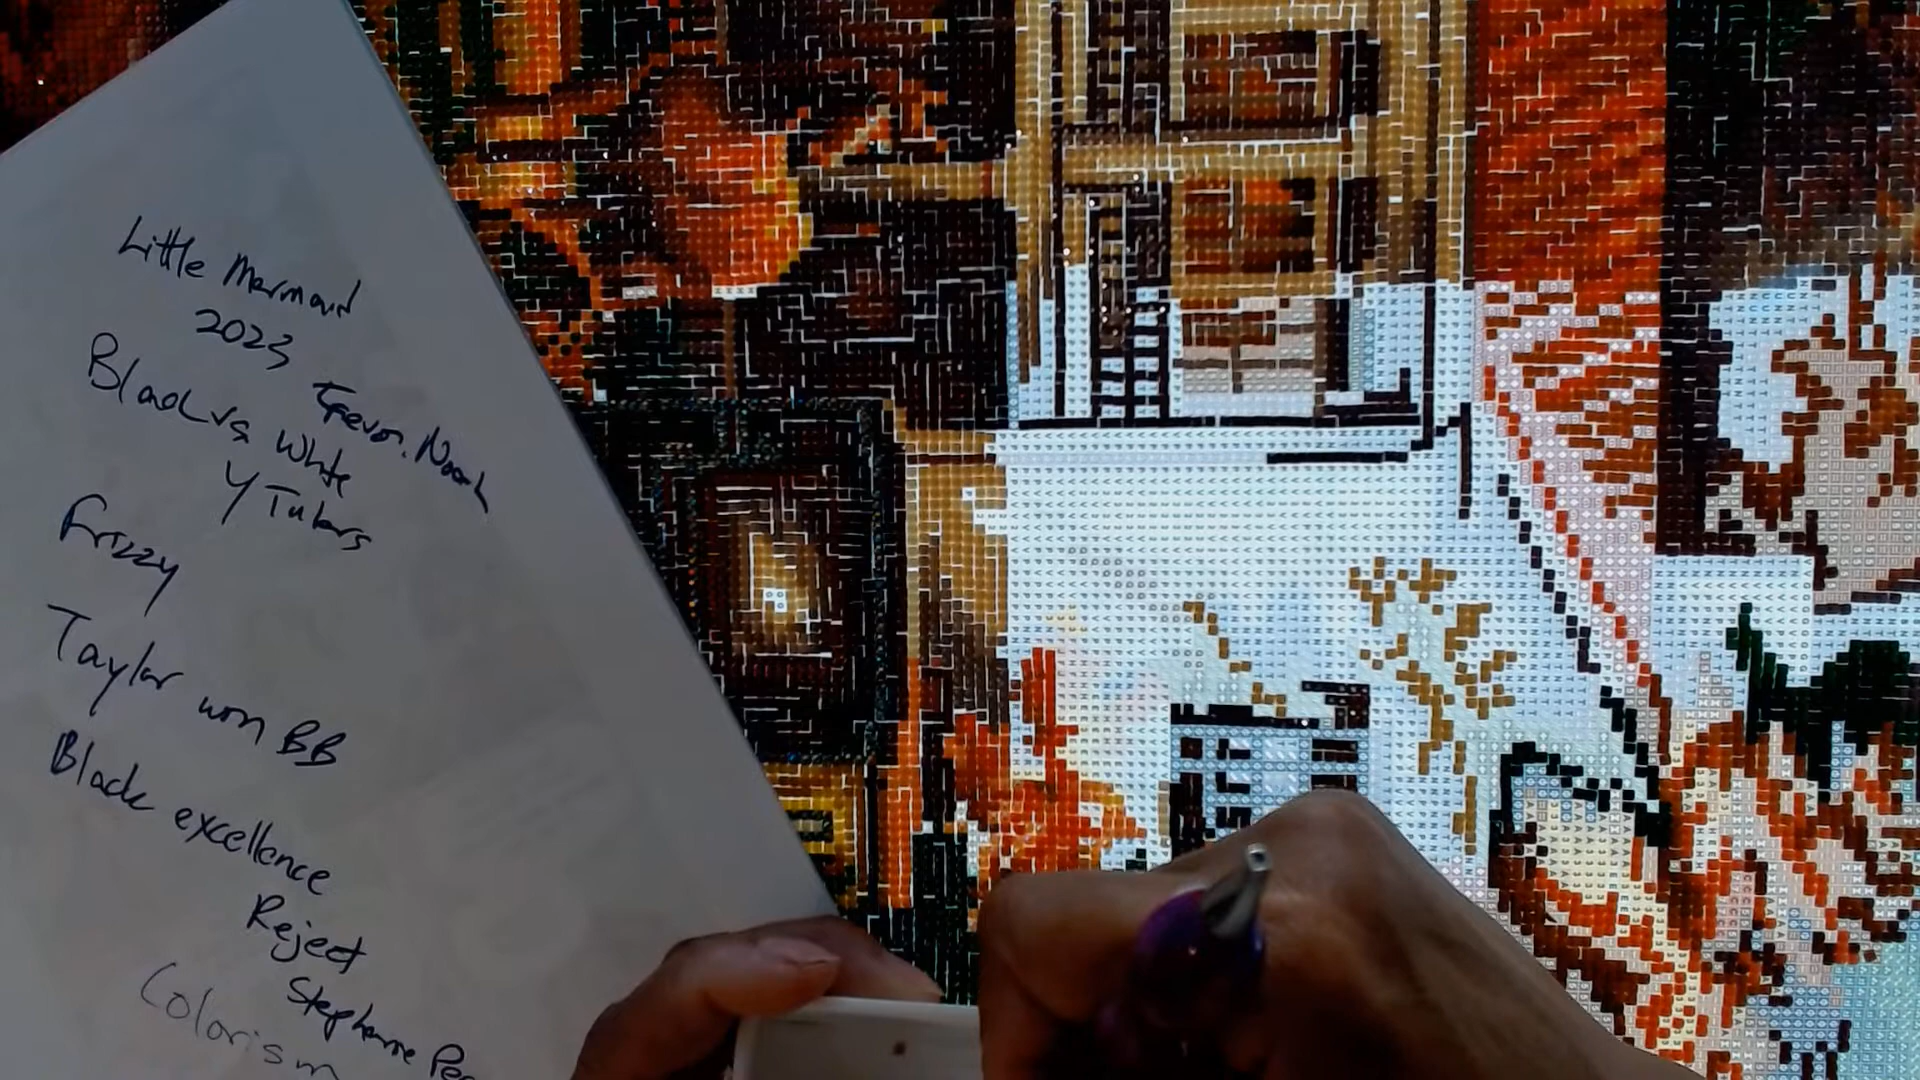 Little Mermaid
2023
Trevor. Noah
Black vs White
YTubers
Frizzy
Taylor won BB
Black excellence
Reject
Stephanie
Colorism